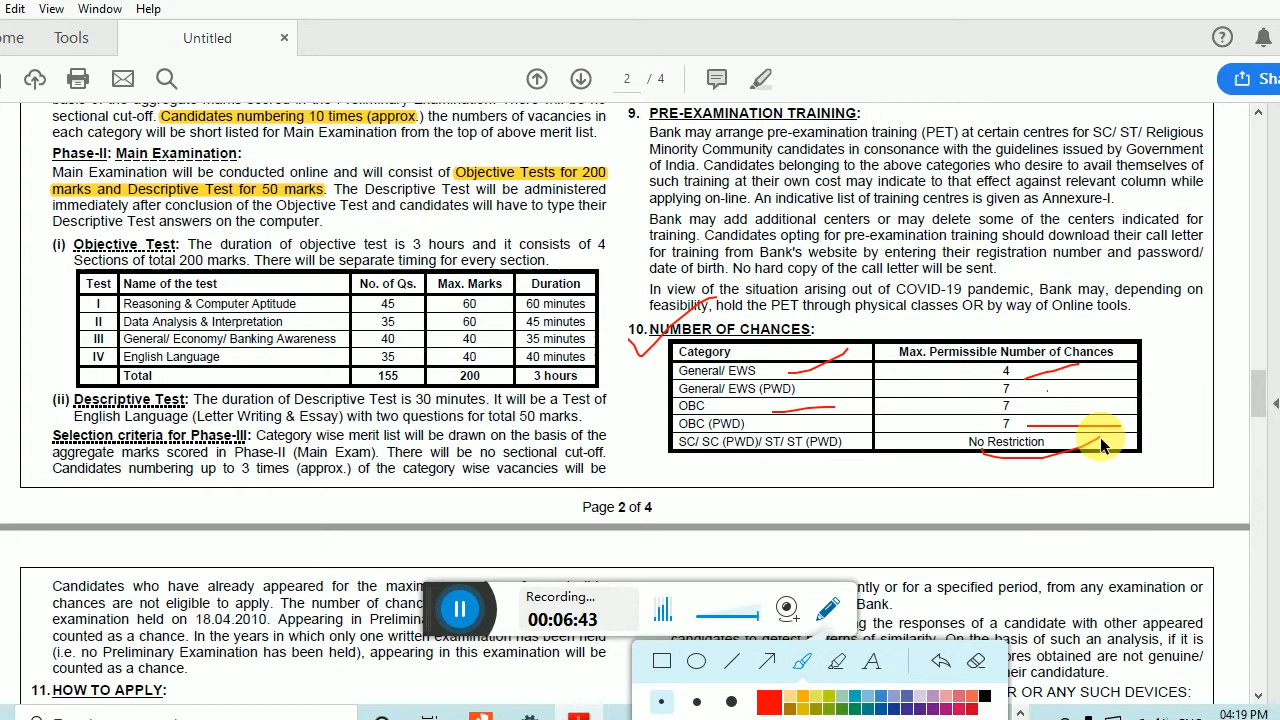 Edit View Window Help
ome Tools Untitled ×
2 / 4 Sha
sectional cut-off. Candidates numbering 10 times (approx.) the numbers of vacancies
in each category will be short listed for Main Examination from the top of above merit list.
Phase-II: Main Examination:
Main Examination will be conducted online and will consist of Objective Tests for 200
marks and Descriptive Test for 50 marks. The Descriptive Test will be administered
immediately after conclusion of the Objective Test and candidates will have to type their
Descriptive Test answers on the computer.
(i) Objective Test: The duration of objective test is 3 hours and it consists of 4
Sections of total 200 marks. There will be separate timing for every section.
Test Name of the test No. of Qs. Max. Marks Duration
I Reasoning & Computer Aptitude 45 60 60 minutes
II Data Analysis & Interpretation 35 60 45 minutes
III General/ Economy/ Banking Awareness 40 40 35 minutes
IV English Language 35 40 40 minutes
Total 155 200 3 hours
(ii) Descriptive Test: The duration of Descriptive Test is 30 minutes. It will be a Test of
English Language (Letter Writing & Essay) with two questions for total 50 marks.
Selection criteria for Phase-III: Category wise merit list will be drawn on the basis of the
aggregate marks scored in Phase-II (Main Exam). There will be no sectional cut-off.
Candidates numbering up to 3 times (approx.) of the category wise vacancies will be
9. PRE-EXAMINATION TRAINING:
Bank may arrange pre-examination training (PET) at certain centres for SC/ ST/ Religious
Minority Community candidates in consonance with the guidelines issued by Government
of India. Candidates belonging to the above categories who desire to avail themselves of
such training at their own cost may indicate to that effect against relevant column while
applying on-line. An indicative list of training centres is given as Annexure-I.
Bank may add additional centers or may delete some of the centers indicated for
training. Candidates opting for pre-examination training should download their call letter
for training from Bank's website by entering their registration number and password/
date of birth. No hard copy of the call letter will be sent.
In view of the situation arising out of COVID-19 pandemic, Bank may, depending on
feasibility, hold the PET through physical classes OR by way of Online tools.
10. NUMBER OF CHANCES:
Category Max. Permissible Number of Chances
General/ EWS 4
General/ EWS (PWD) 7
OBC 7
OBC (PWD) 7
SC/ SC (PWD)/ ST/ ST (PWD) No Restriction
Page 2 of 4
Candidates who have already appeared for the maxim
chances are not eligible to apply. The number of chanc
examination held on 18.04.2010. Appearing in Prelimin
counted as a chance. In the years in which only one written examination has been held
(i.e. no Preliminary Examination has been held), appearing in this examination will be
counted as a chance.
11. HOW TO APPLY:
ntly or for a specified period, from any examination or
Bank.
ng the responses of a candidate with other appeared
candidates to detect patterns of similarity. On the basis of such an analysis, if it is
ores obtained are not genuine/
heir candidature.
R OR ANY SUCH DEVICES:
Recording...
00:06:43
A
04:19 PM